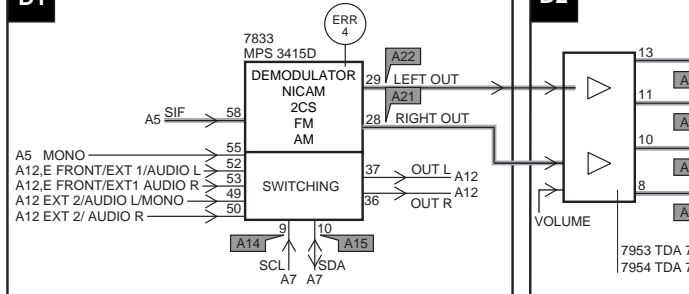 ERR
4
7833
MPS 3415D
DEMODULATOR
NICAM
2CS
FM
AM
A22
29 LEFT OUT
A21
28 RIGHT OUT
A5 SIF 58
A5 MONO 55
A12,E FRONT/EXT 1/AUDIO L 52
A12,E FRONT/EXT1 AUDIO R 53
A12 EXT 2/AUDIO L/MONO 49
A12 EXT 2/ AUDIO R 50
SWITCHING
37 OUT L A12
36 OUT R A12
9 10
A14 A15
SCL SDA
A7 A7
13
11
10
8
VOLUME
7953 TDA
7954 TDA